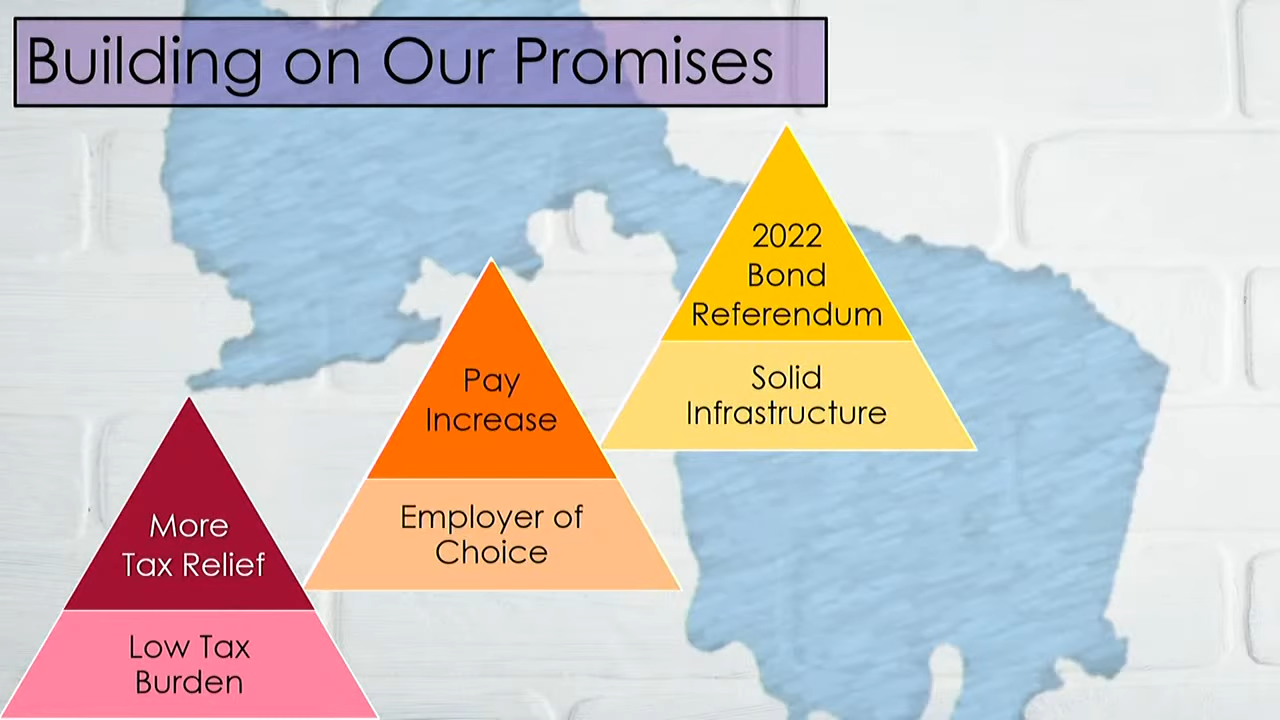 Building on Our Promises
2022
Bond
Referendum
Solid
Infrastructure
Pay
Increase
Employer of
Choice
More
Tax Relief
Low Tax
Burden